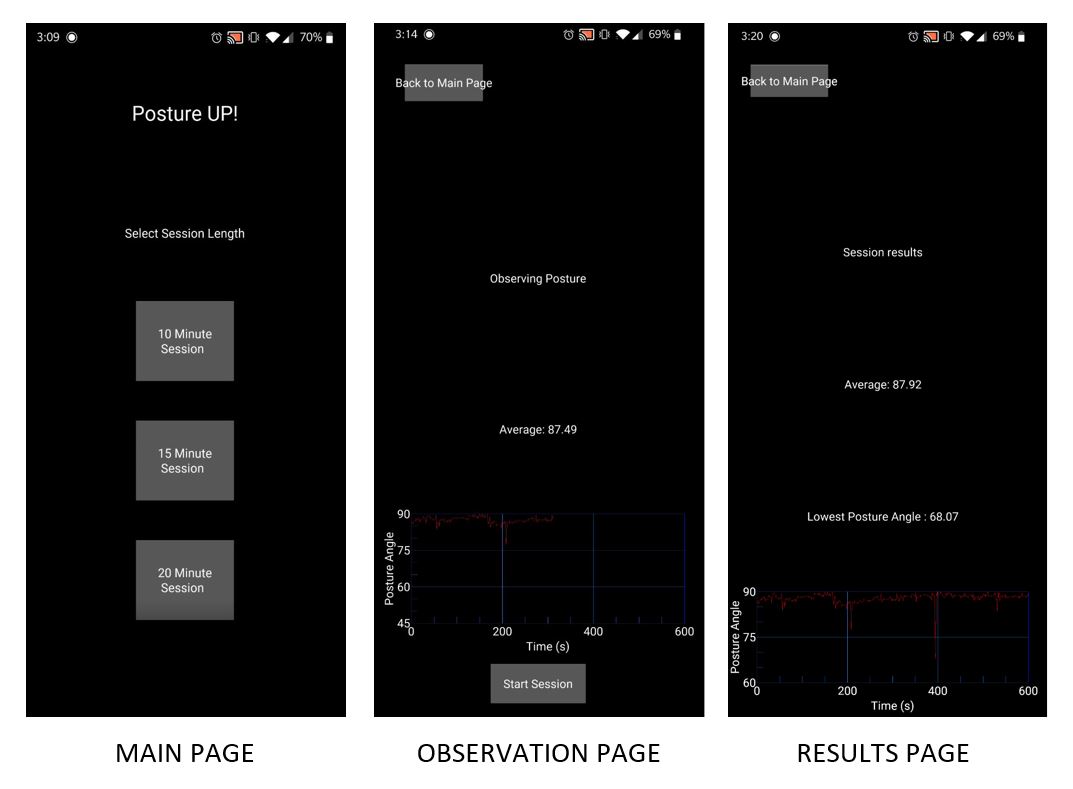 3:09 70%
Posture UP!
Select Session Length
10 Minute
Session
15 Minute
Session
20 Minute
Session
MAIN PAGE
3:14 69%
Back to Main Page
Observing Posture
Average: 87.49
90
75
60
45
Posture Angle
0 200 400 600
Time (s)
Start Session
OBSERVATION PAGE
3:20 69%
Back to Main Page
Session results
Average: 87.92
Lowest Posture Angle : 68.07
90
75
60
Posture Angle
0 200 400 600
Time (s)
RESULTS PAGE